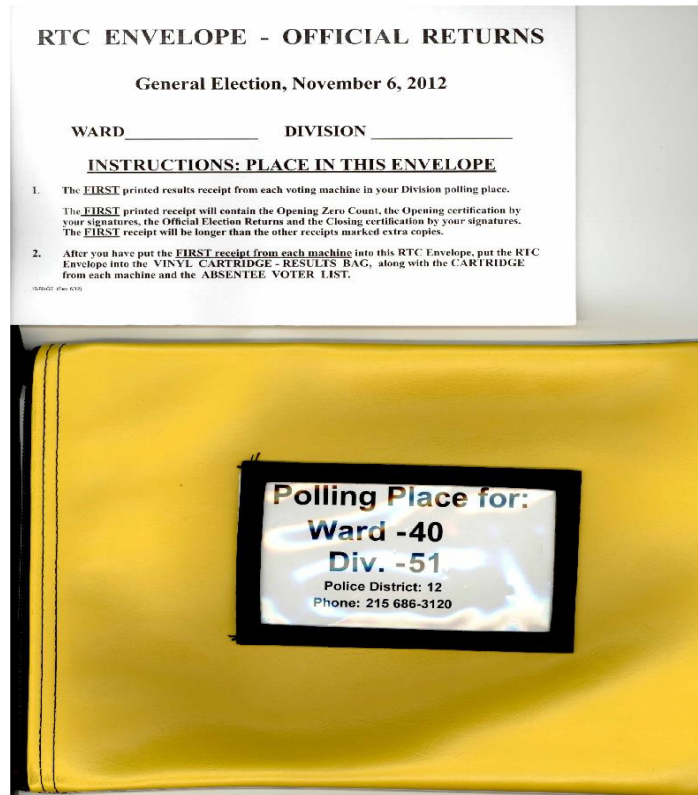 RTC ENVELOPE - OFFICIAL RETURNS
General Election, November 6, 2012
WARD______________ DIVISION _______________
INSTRUCTIONS: PLACE IN THIS ENVELOPE
1. The FIRST printed results receipt from each voting machine in your Division polling place.
The FIRST printed receipt will contain the Opening Zero Count, the Opening certification by
your signatures, the Official Election Returns and the Closing certification by your signatures.
The FIRST receipt will be longer than the other receipts marked extra copies.
2. After you have put the FIRST receipt from each machine into this RTC Envelope, put the RTC
Envelope into the VINYL CARTRIDGE - RESULTS BAG, along with the CARTRIDGE
from each machine and the ABSENTEE VOTER LIST.
Polling Place for:
Ward -40
Div. -51
Police District: 12
Phone: 215 686-3120